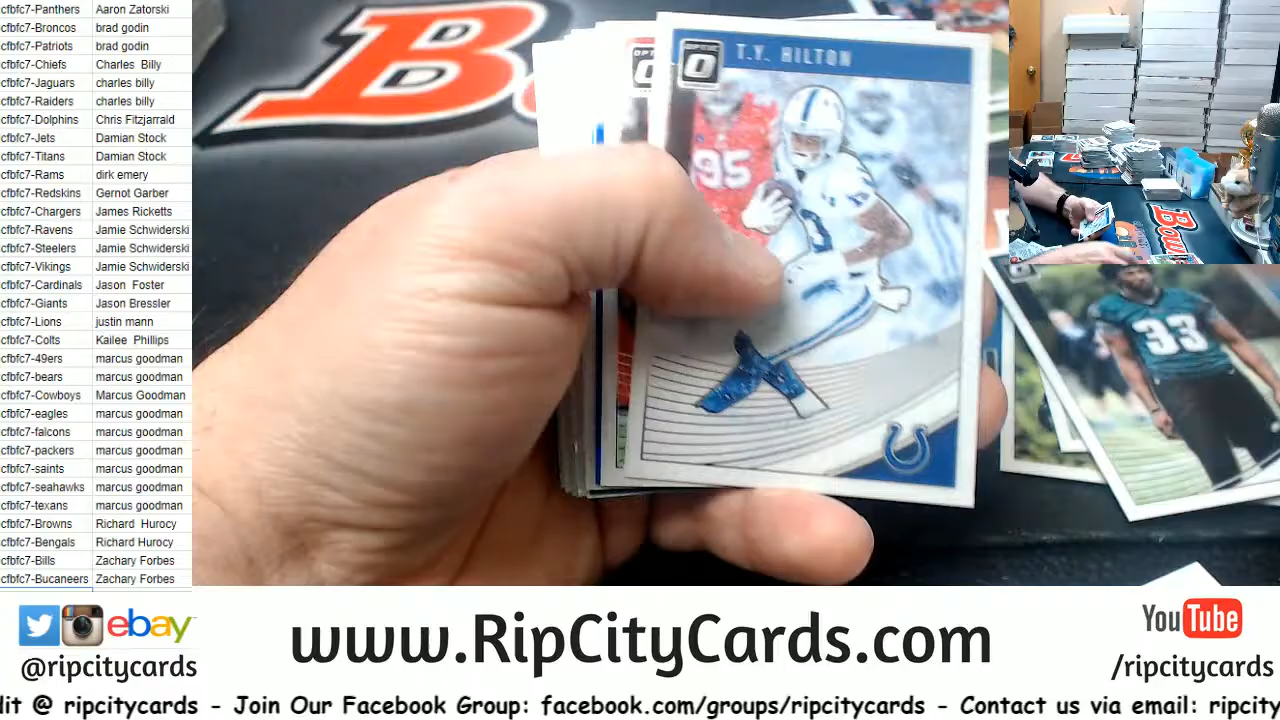 cfbfc7-Panthers Aaron Zatorski
cfbfc7-Broncos brad godin
cfbfc7-Patriots brad godin
cfbfc7-Chiefs Charles Billy
cfbfc7-Jaguars charles billy
cfbfc7-Raiders charles billy
cfbfc7-Dolphins Chris Fitzjarrald
cfbfc7-Jets Damian Stock
cfbfc7-Titans Damian Stock
cfbfc7-Rams dirk emery
cfbfc7-Redskins Gernot Garber
cfbfc7-Chargers James Ricketts
cfbfc7-Ravens Jamie Schwiderski
cfbfc7-Steelers Jamie Schwiderski
cfbfc7-Vikings Jamie Schwiderski
cfbfc7-Cardinals Jason Foster
cfbfc7-Giants Jason Bressler
cfbfc7-Lions justin mann
cfbfc7-Colts Kailee Phillips
cfbfc7-49ers marcus goodman
cfbfc7-bears marcus goodman
cfbfc7-Cowboys Marcus Goodman
cfbfc7-eagles marcus goodman
cfbfc7-falcons marcus goodman
cfbfc7-packers marcus goodman
cfbfc7-saints marcus goodman
cfbfc7-seahawks marcus goodman
cfbfc7-texans marcus goodman
cfbfc7-Browns Richard Hurocy
cfbfc7-Bengals Richard Hurocy
cfbfc7-Bills Zachary Forbes
cfbfc7-Bucaneers Zachary Forbes
OPTIC
T.Y. HILTON
95
33
ebay
@ripcitycards
www.RipCityCards.com
YouTube
/ripcitycards
dit @ ripcitycards - Join Our Facebook Group: facebook.com/groups/ripcitycards - Contact us via email: ripcity